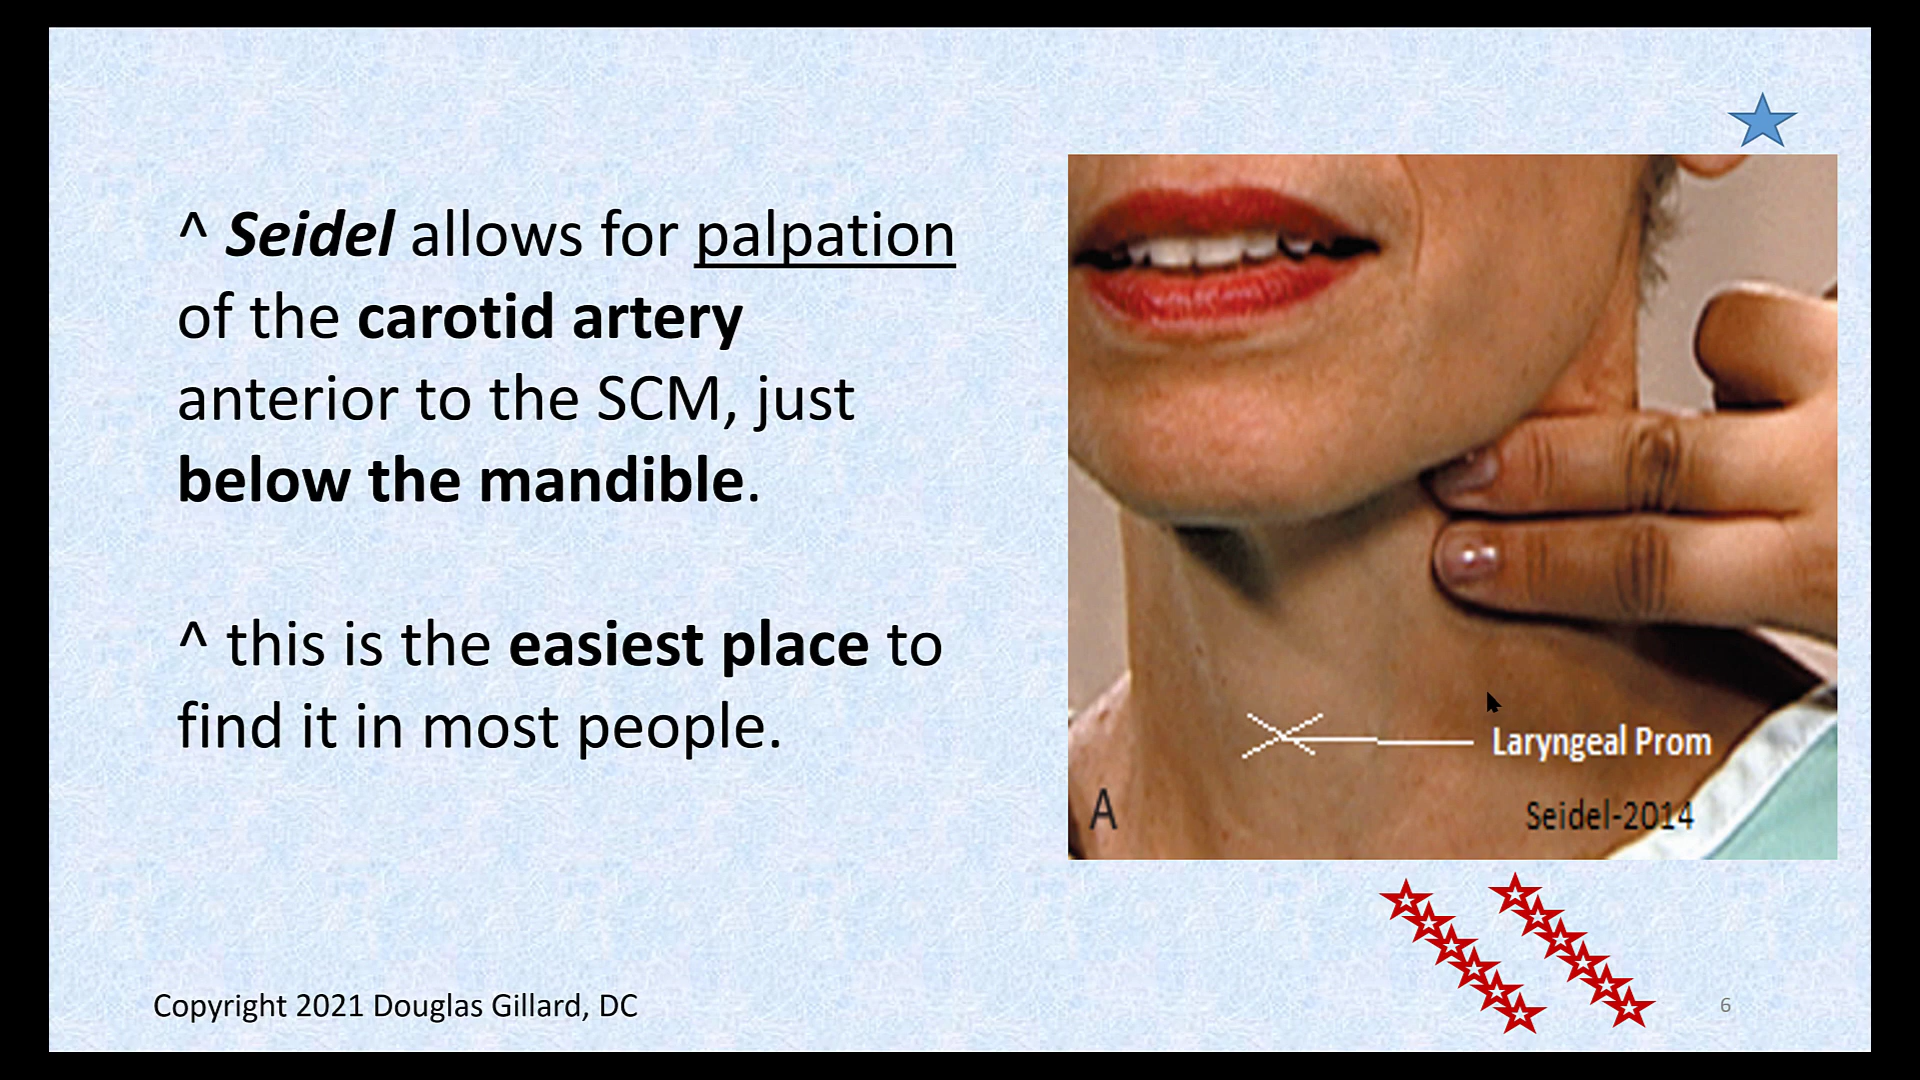 ^ Seidel allows for palpation
of the carotid artery
anterior to the SCM, just
below the mandible.
^ this is the easiest place to
find it in most people.
Laryngeal Prom
A
Seidel-2014
Copyright 2021 Douglas Gillard, DC
6